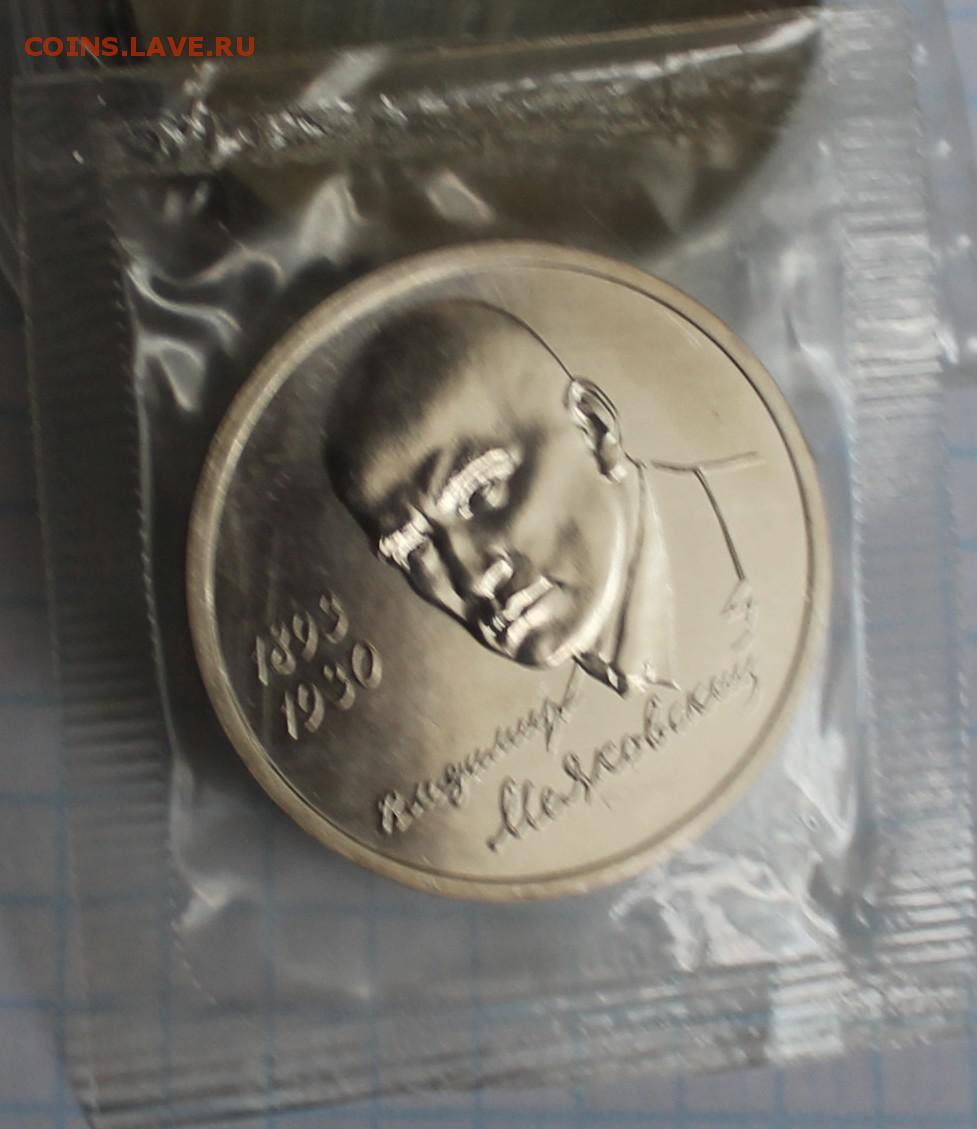 COINS.LAVE.RU
1893
1930
Владимир
Маяковский